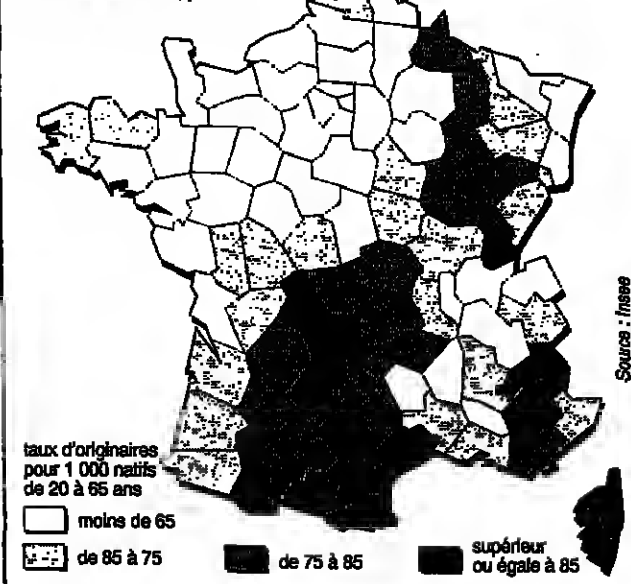 Source : Insee
taux d'originaires
pour 1 000 natifs
de 20 à 65 ans
moins de 65
de 85 à 75
de 75 à 85
supérieur
ou égale à 85